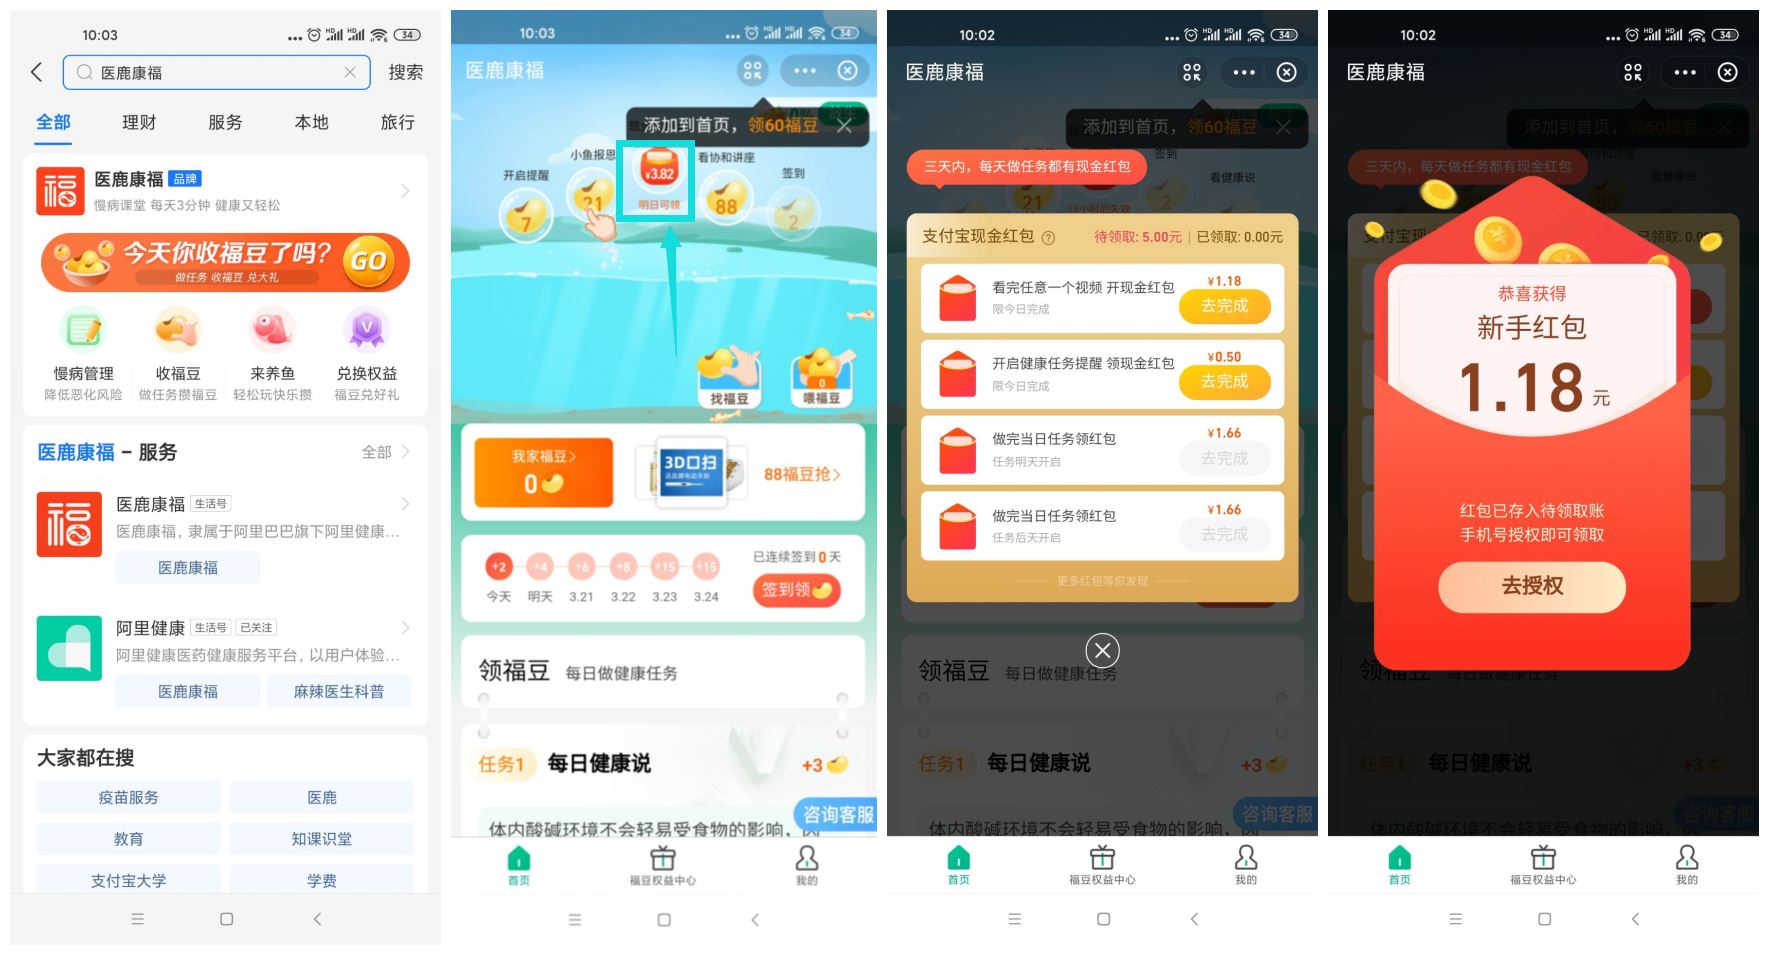 10:03
34
医鹿康福
搜索
全部
理财
服务
本地
旅行
医鹿康福 品牌
慢病课堂 每天3分钟 健康又轻松
今天你收福豆了吗?
做任务 收福豆 兑大礼
GO
慢病管理
收福豆
来养鱼
兑换权益
降低恶化风险
做任务攒福豆
轻松玩快乐攒
福豆兑好礼
医鹿康福 – 服务
全部
医鹿康福 生活号
医鹿康福，隶属于阿里巴巴旗下阿里健康...
医鹿康福
阿里健康 生活号 已关注
阿里健康医药健康服务平台，以用户体验...
医鹿康福
麻辣医生科普
大家都在搜
疫苗服务
医鹿
教育
知课识堂
支付宝大学
学费
10:03
34
医鹿康福
添加到首页，领60福豆
小鱼报恩
看协和讲座
开启提醒
签到
¥3.82
明日可领
7
21
88
2
找福豆
0
喂福豆
我家福豆>
0
3D口扫
88福豆抢>
+2
+4
+6
+8
+15
+15
今天
明天
3.21
3.22
3.23
3.24
已连续签到0天
签到领
领福豆 每日做健康任务
任务1 每日健康说
+3
咨询客服
体内酸碱环境不会轻易受食物的影响，
首页
福豆权益中心
我的
10:02
34
医鹿康福
添加到首页，领60福豆
签到
看健康说
21
2
13小时后失效
三天内，每天做任务都有现金红包
支付宝现金红包
待领取: 5.00元 | 已领取: 0.00元
看完任意一个视频 开现金红包
限今日完成
¥1.18
去完成
开启健康任务提醒 领现金红包
限今日完成
¥0.50
去完成
做完当日任务领红包
任务明天开启
¥1.66
去完成
做完当日任务领红包
任务后天开启
¥1.66
去完成
更多红包等你发现
领福豆 每日做健康任务
任务1 每日健康说
+3
咨询客服
体内酸碱环境不会轻易受食物的影响，
首页
福豆权益中心
我的
10:02
34
医鹿康福
添加到首页，领60福豆
三天内，每天做任务都有现金红包
支付宝现
恭喜获得
新手红包
1.18元
红包已存入待领取账
手机号授权即可领取
去授权
领福豆 每日做健康任务
任务1 每日健康说
+3
咨询客服
体内酸碱环境不会轻易受食物的影响，
首页
福豆权益中心
我的